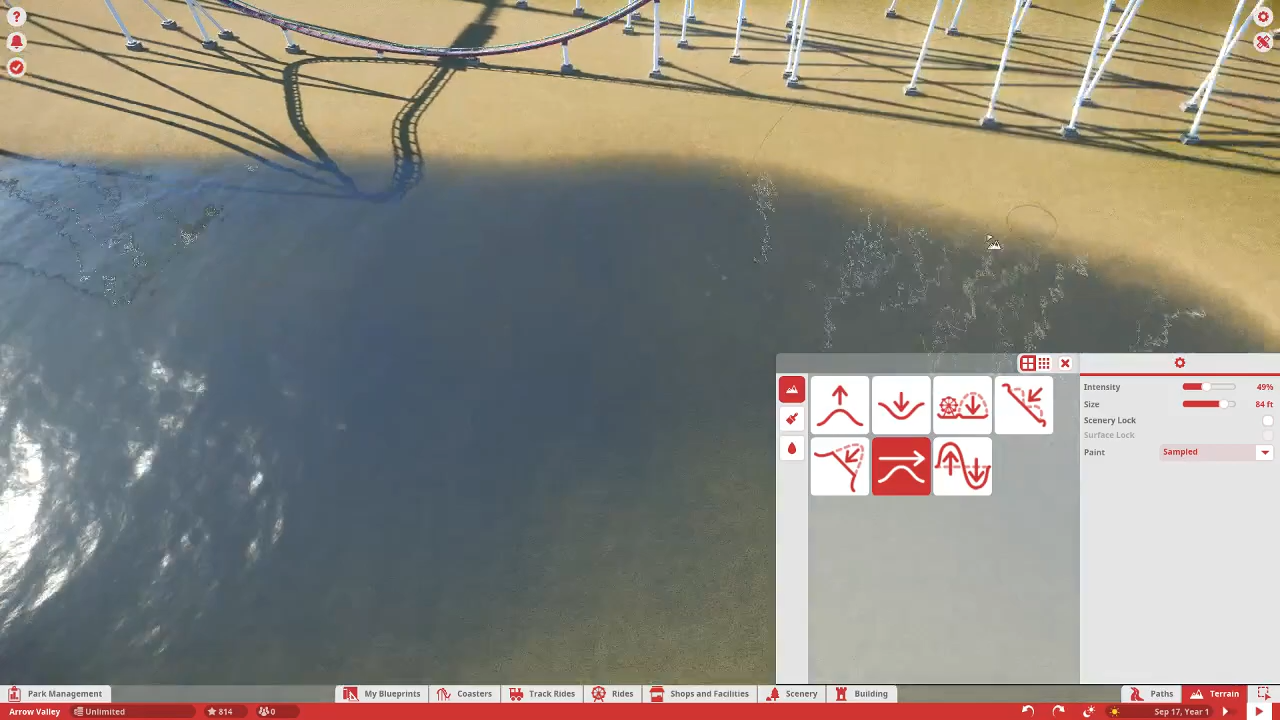 Intensity 49%
Size 84 ft
Scenery Lock
Surface Lock
Paint Sampled
Park Management
My Blueprints
Coasters
Track Rides
Rides
Shops and Facilities
Scenery
Building
Paths
Terrain
Arrow Valley
Unlimited
814
0
Sep 17, Year 1